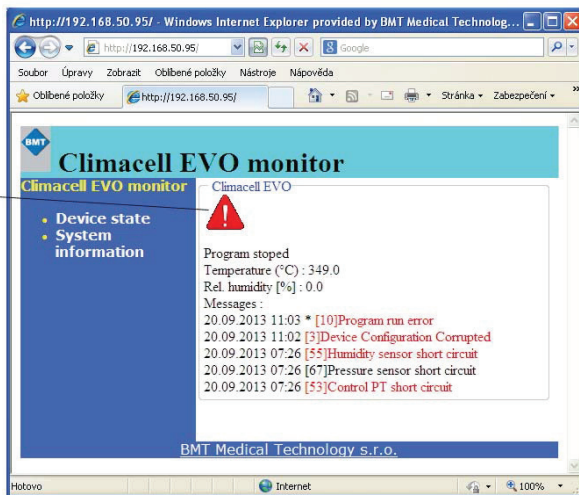 http://192.168.50.95/ - Windows Internet Explorer provided by BMT Medical Technolog...
http://192.168.50.95/
Google
Soubor Úpravy Zobrazit Oblíbené položky Nástroje Nápověda
Oblíbené položky http://192.168.50.95/ Stránka Zabezpečení »
BMT
Climacell EVO monitor
Climacell EVO monitor
• Device state
• System
information
Climacell EVO
Program stoped
Temperature (°C) : 349.0
Rel. humidity [%] : 0.0
Messages :
20.09.2013 11:03 * [10]Program run error
20.09.2013 11:02 [3]Device Configuration Corrupted
20.09.2013 07:26 [55]Humidity sensor short circuit
20.09.2013 07:26 [67]Pressure sensor short circuit
20.09.2013 07:26 [53]Control PT short circuit
BMT Medical Technology s.r.o.
Hotovo Internet 100%